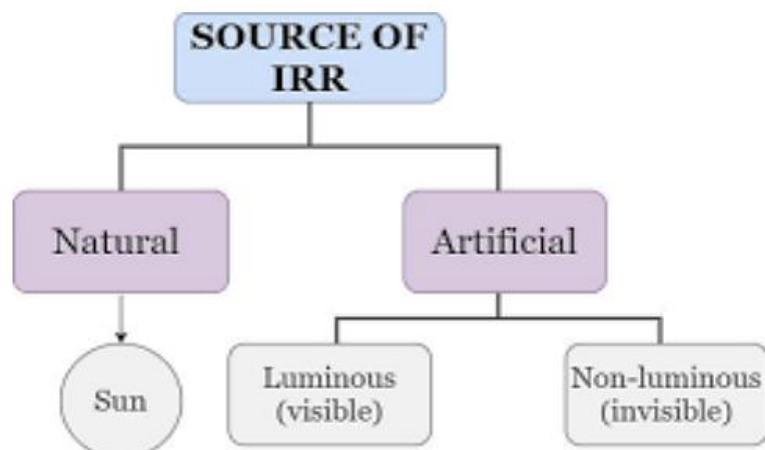 SOURCE OF
IRR
Natural
Artificial
Sun
Luminous
(visible)
Non-luminous
(invisible)